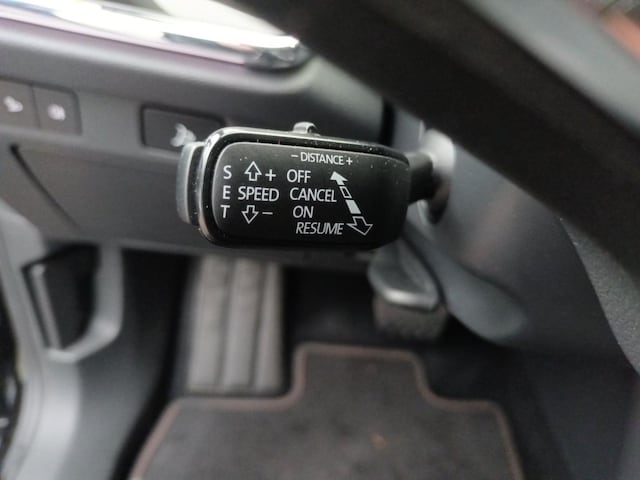 - DISTANCE +
S + OFF
E SPEED CANCEL
T - ON
RESUME